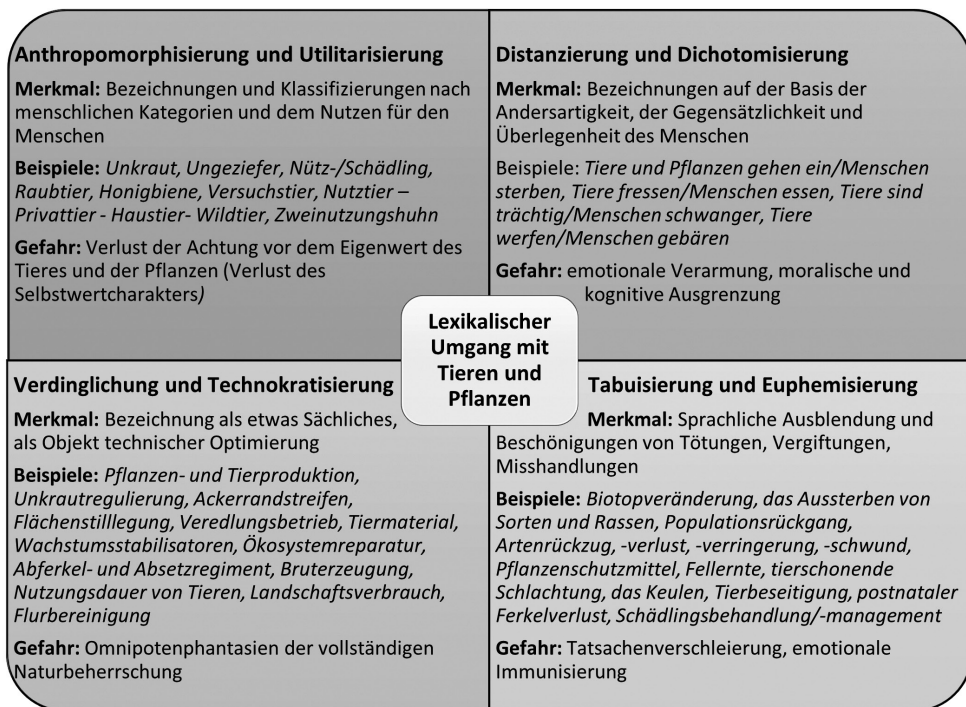 Anthropomorphisierung und Utilitarisierung
Merkmal: Bezeichnungen und Klassifizierungen nach
menschlichen Kategorien und dem Nutzen für den
Menschen
Beispiele: Unkraut, Ungeziefer, Nütz-/Schädling,
Raubtier, Honigbiene, Versuchstier, Nutztier –
Privattier - Haustier- Wildtier, Zweinutzungshuhn
Gefahr: Verlust der Achtung vor dem Eigenwert des
Tieres und der Pflanzen (Verlust des
Selbstwertcharakters)
Distanzierung und Dichotomisierung
Merkmal: Bezeichnungen auf der Basis der
Andersartigkeit, der Gegensätzlichkeit und
Überlegenheit des Menschen
Beispiele: Tiere und Pflanzen gehen ein/Menschen
sterben, Tiere fressen/Menschen essen, Tiere sind
trächtig/Menschen schwanger, Tiere
werfen/Menschen gebären
Gefahr: emotionale Verarmung, moralische und
kognitive Ausgrenzung
Lexikalischer
Umgang mit
Tieren und
Pflanzen
Verdinglichung und Technokratisierung
Merkmal: Bezeichnung als etwas Sächliches,
als Objekt technischer Optimierung
Beispiele: Pflanzen- und Tierproduktion,
Unkrautregulierung, Ackerrandstreifen,
Flächenstilllegung, Veredlungsbetrieb, Tiermaterial,
Wachstumsstabilisatoren, Ökosystemreparatur,
Abferkel- und Absetzregiment, Bruterzeugung,
Nutzungsdauer von Tieren, Landschaftsverbrauch,
Flurbereinigung
Gefahr: Omnipotenphantasien der vollständigen
Naturbeherrschung
Tabuisierung und Euphemisierung
Merkmal: Sprachliche Ausblendung und
Beschönigungen von Tötungen, Vergiftungen,
Misshandlungen
Beispiele: Biotopveränderung, das Aussterben von
Sorten und Rassen, Populationsrückgang,
Artenrückzug, -verlust, -verringerung, -schwund,
Pflanzenschutzmittel, Fellernte, tierschonende
Schlachtung, das Keulen, Tierbeseitigung, postnataler
Ferkelverlust, Schädlingsbehandlung/-management
Gefahr: Tatsachenverschleierung, emotionale
Immunisierung